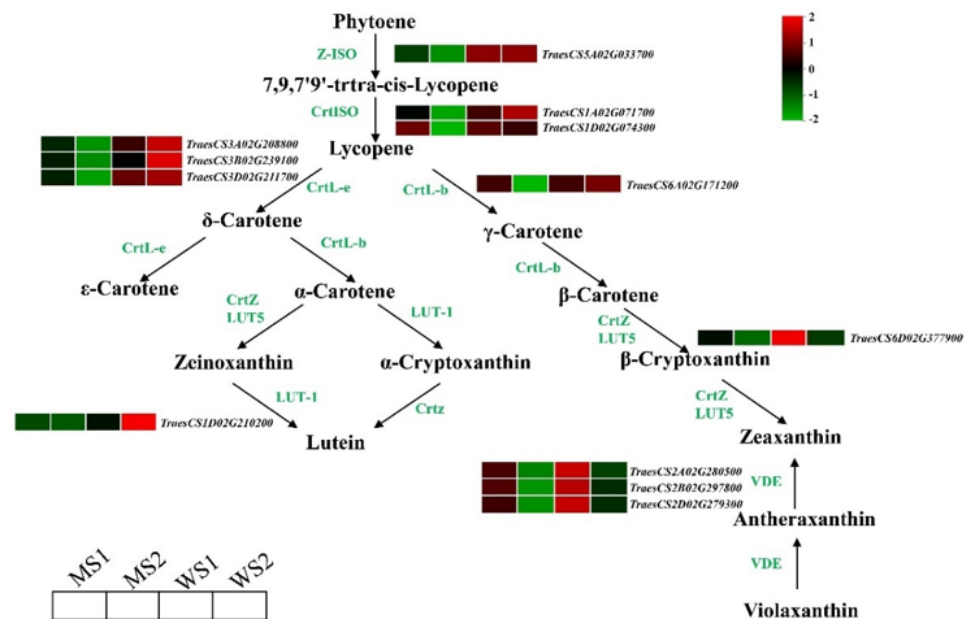 Phytoene
2
1
0
-1
-2
Z-ISO
TraesCS5A02G033700
7,9,7'9'-trtra-cis-Lycopene
CrtISO
TraesCS1A02G071700
TraesCS1D02G074300
Lycopene
TraesCS3A02G208800
TraesCS3B02G239100
TraesCS3D02G211700
CrtL-e
CrtL-b
TraesCS6A02G171200
δ-Carotene
γ-Carotene
CrtL-e
CrtL-b
CrtL-b
ε-Carotene
α-Carotene
β-Carotene
CrtZ
LUT5
LUT-1
CrtZ
LUT5
TraesCS6D02G377900
Zeinoxanthin
α-Cryptoxanthin
β-Cryptoxanthin
LUT-1
Crtz
CrtZ
LUT5
TraesCS1D02G210200
Lutein
Zeaxanthin
TraesCS2A02G280500
TraesCS2B02G297800
TraesCS2D02G279300
VDE
Antheraxanthin
MS1
MS2
WS1
WS2
VDE
Violaxanthin